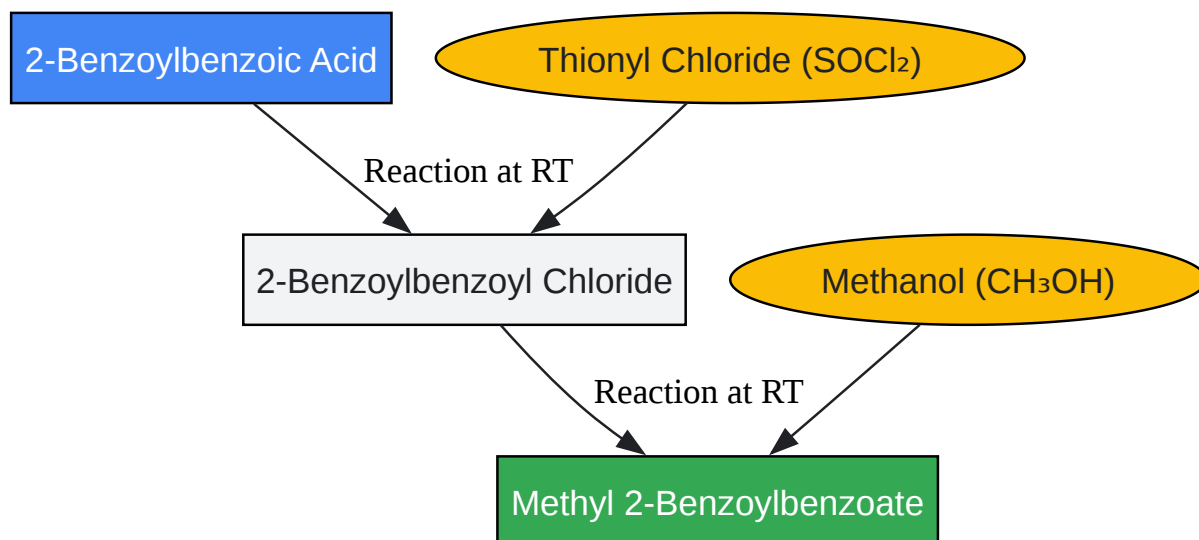 2-Benzoylbenzoic Acid
Thionyl Chloride (SOCl₂)
Reaction at RT
2-Benzoylbenzoyl Chloride
Methanol (CH₃OH)
Reaction at RT
Methyl 2-Benzoylbenzoate